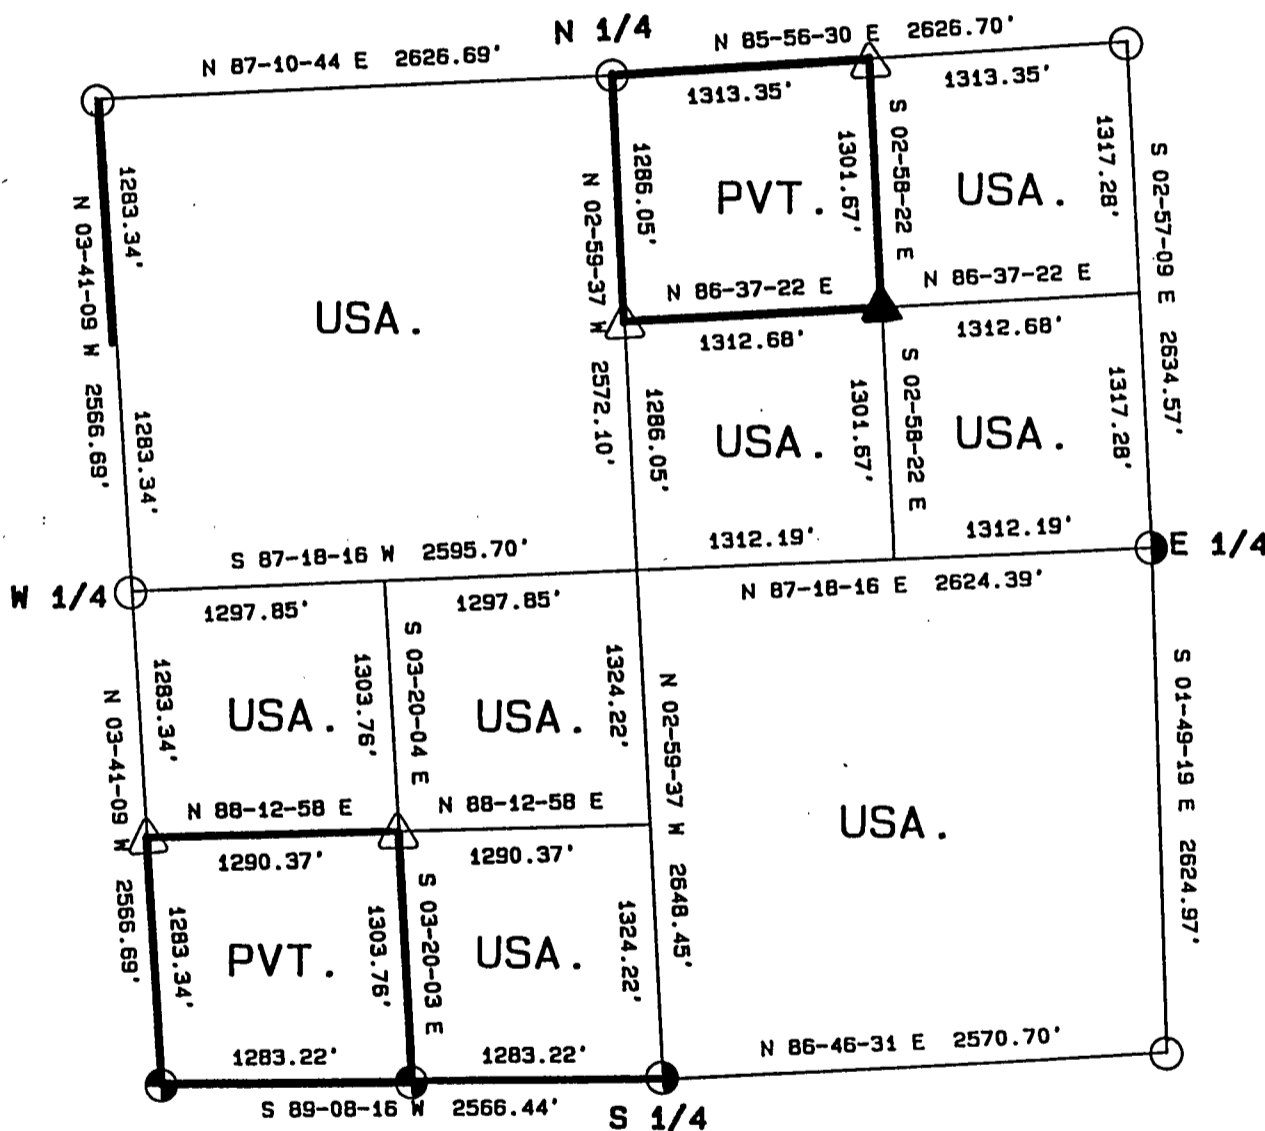 N 1/4
N 87-10-44 E 2626.69'
N 85-56-30 E 2626.70'
1313.35'
1313.35'
1283.34'
N 03-41-09 W 2566.69'
1286.05'
N 02-59-37 W 2572.10'
PVT.
1301.67'
S 02-58-22 E
USA.
1317.28'
S 02-57-09 E 2634.57'
USA.
N 86-37-22 E
N 86-37-22 E
1312.68'
1312.68'
1283.34'
1286.05'
USA.
1301.67'
S 02-58-22 E
USA.
1317.28'
S 87-18-16 W 2595.70'
1312.19'
1312.19'
E 1/4
W 1/4
1297.85'
1297.85'
N 87-18-16 E 2624.39'
1283.34'
N 03-41-09 W 2566.69'
USA.
1303.76'
S 03-20-04 E
USA.
1324.22'
N 02-59-37 W 2648.45'
S 01-49-19 E 2624.97'
N 88-12-58 E
N 88-12-58 E
USA.
1290.37'
1290.37'
1283.34'
PVT.
1303.76'
S 03-20-03 E
USA.
1324.22'
1283.22'
1283.22'
N 86-46-31 E 2570.70'
S 89-08-16 W 2566.44'
S 1/4